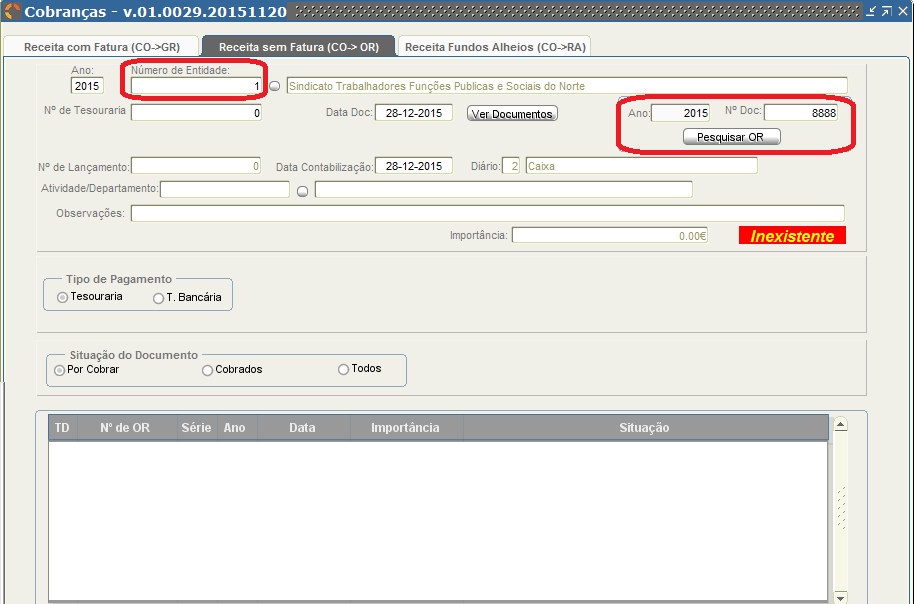 Cobranças - v.01.0029.20151120
Receita com Fatura (CO->GR) Receita sem Fatura (CO-> OR) Receita Fundos Alheios (CO->RA)
Ano: Número de Entidade:
2015 1 Sindicato Trabalhadores Funções Publicas e Sociais do Norte
Nº de Tesouraria 0 Data Doc: 28-12-2015 Ver Documentos Ano: 2015 Nº Doc: 8888
Pesquisar OR
Nº de Lançamento: 0 Data Contabilização: 28-12-2015 Diário: 2 Caixa
Atividade/Departamento:
Observações:
Importância: 0.00€ Inexistente
Tipo de Pagamento
Tesouraria T. Bancária
Situação do Documento
Por Cobrar Cobrados Todos
TD Nº de OR Série Ano Data Importância Situação